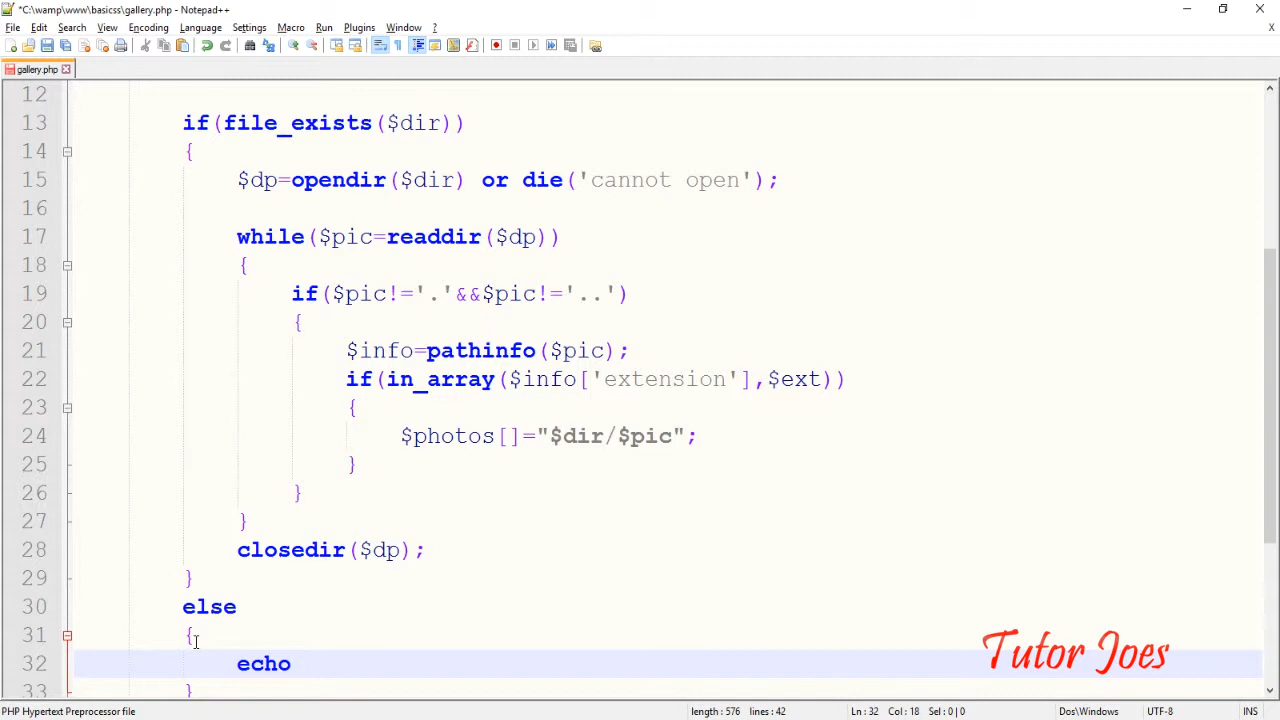 *C:\wamp\www\basicss\gallery.php - Notepad++
File Edit Search View Encoding Language Settings Macro Run Plugins Window ?
X
gallery.php
12
13 if(file_exists($dir))
14 {
15 $dp=opendir($dir) or die('cannot open');
16
17 while($pic=readdir($dp))
18 {
19 if($pic!='.'&&$pic!='..')
20 {
21 $info=pathinfo($pic);
22 if(in_array($info['extension'],$ext))
23 {
24 $photos[]="$dir/$pic";
25 }
26 }
27 }
28 closedir($dp);
29 }
30 else
31 {
32 echo
33 }
Tutor Joes
PHP Hypertext Preprocessor file length : 576 lines : 42 Ln : 32 Col : 18 Sel : 0 | 0 Dos\Windows UTF-8 INS